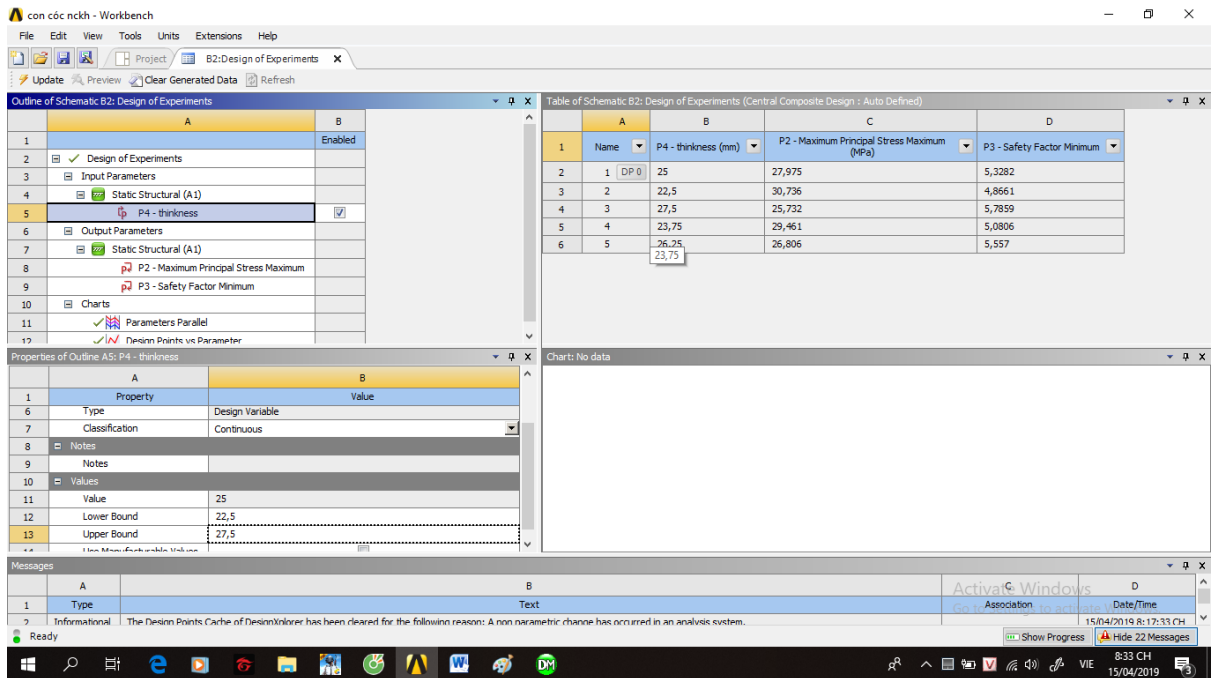 con cóc nckh - Workbench
File Edit View Tools Units Extensions Help
Project B2:Design of Experiments
Update Preview Clear Generated Data Refresh
Outline of Schematic B2: Design of Experiments
A B
1 Enabled
2 Design of Experiments
3 Input Parameters
4 Static Structural (A1)
5 P4 - thinkness
6 Output Parameters
7 Static Structural (A1)
8 P2 - Maximum Principal Stress Maximum
9 P3 - Safety Factor Minimum
10 Charts
11 Parameters Parallel
12 Design Points vs Parameter
Table of Schematic B2: Design of Experiments (Central Composite Design : Auto Defined)
A B C D
1 Name P4 - thinkness (mm) P2 - Maximum Principal Stress Maximum (MPa) P3 - Safety Factor Minimum
2 1 DP 0 25 27,975 5,3282
3 2 22,5 30,736 4,8661
4 3 27,5 25,732 5,7859
5 4 23,75 29,461 5,0806
6 5 26,25 26,806 5,557
23,75
Properties of Outline A5: P4 - thinkness
A B
1 Property Value
6 Type Design Variable
7 Classification Continuous
8 Notes
9 Notes
10 Values
11 Value 25
12 Lower Bound 22,5
13 Upper Bound 27,5
14 Use Manufacturable Values
Chart: No data
Messages
A B C D
1 Type Text Association Date/Time
2 Informational The Design Points Cache of DesignXplorer has been cleared for the following reason: A non parametric change has occurred in an analysis system. 15/04/2019 8:17:33 CH
Activate Windows
Ready Show Progress Hide 22 Messages
VIE 8:33 CH
15/04/2019 3